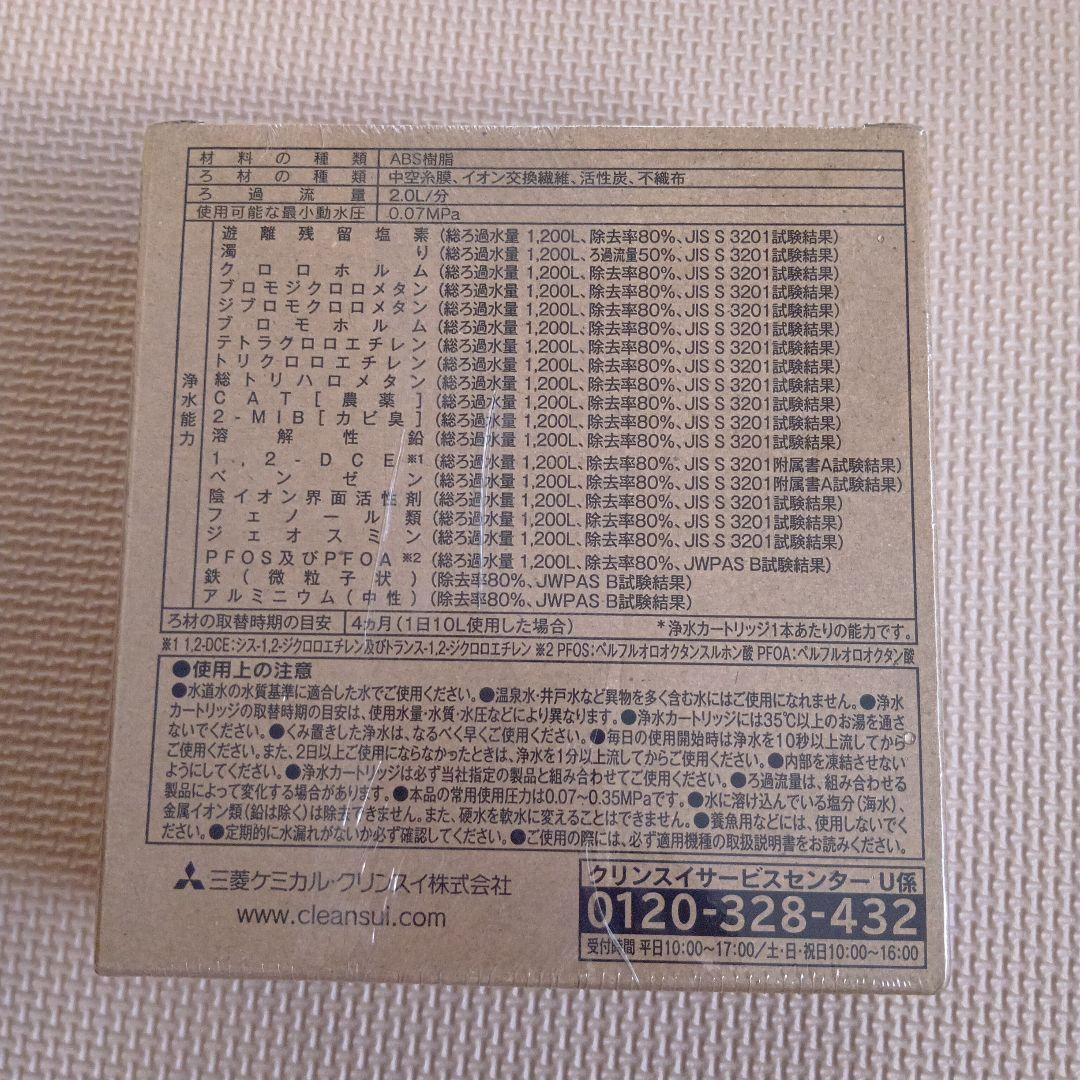 材料の種類 ABS樹脂
ろ材の種類 中空糸膜、イオン交換繊維、活性炭、不織布
ろ過流量 2.0L/分
使用可能な最小動水圧 0.07MPa
浄水能力
遊離残留塩素(総ろ過水量 1,200L、除去率80%、JIS S 3201試験結果)
濁り(総ろ過水量 1,200L、ろ過流量50%、JIS S 3201試験結果)
クロロホルム(総ろ過水量 1,200L、除去率80%、JIS S 3201試験結果)
ブロモジクロロメタン(総ろ過水量 1,200L、除去率80%、JIS S 3201試験結果)
ジブロモクロロメタン(総ろ過水量 1,200L、除去率80%、JIS S 3201試験結果)
ブロモホルム(総ろ過水量 1,200L、除去率80%、JIS S 3201試験結果)
テトラクロロエチレン(総ろ過水量 1,200L、除去率80%、JIS S 3201試験結果)
トリクロロエチレン(総ろ過水量 1,200L、除去率80%、JIS S 3201試験結果)
総トリハロメタン(総ろ過水量 1,200L、除去率80%、JIS S 3201試験結果)
CAT[農薬](総ろ過水量 1,200L、除去率80%、JIS S 3201試験結果)
2-MIB[カビ臭](総ろ過水量 1,200L、除去率80%、JIS S 3201試験結果)
溶解性鉛(総ろ過水量 1,200L、除去率80%、JIS S 3201試験結果)
1,2-DCE※1(総ろ過水量 1,200L、除去率80%、JIS S 3201附属書A試験結果)
ベンゼン(総ろ過水量 1,200L、除去率80%、JIS S 3201附属書A試験結果)
陰イオン界面活性剤(総ろ過水量 1,200L、除去率80%、JIS S 3201試験結果)
フェノール類(総ろ過水量 1,200L、除去率80%、JIS S 3201試験結果)
ジェオスミン(総ろ過水量 1,200L、除去率80%、JIS S 3201試験結果)
PFOS及びPFOA※2(総ろ過水量 1,200L、除去率80%、JWPAS B試験結果)
鉄(微粒子状)(除去率80%、JWPAS B試験結果)
アルミニウム(中性)(除去率80%、JWPAS B試験結果)
ろ材の取替時期の目安 4ヵ月(1日10L使用した場合) *浄水カートリッジ1本あたりの能力です。
※1 1,2-DCE:シス-1,2-ジクロロエチレン及びトランス-1,2-ジクロロエチレン ※2 PFOS:ペルフルオロオクタンスルホン酸 PFOA:ペルフルオロオクタン酸
●使用上の注意
●水道水の水質基準に適合した水でご使用ください。●温泉水・井戸水など異物を多く含む水にはご使用になれません。●浄水
カートリッジの取替時期の目安は、使用水量・水質・水圧などにより異なります。●浄水カートリッジには35℃以上のお湯を通さ
ないでください。●くみ置きした浄水は、なるべく早くご使用ください。●毎日の使用開始時は浄水を10秒以上流してから
ご使用ください。また、2日以上ご使用にならなかったときは、浄水を1分以上流してからご使用ください。●内部を凍結させない
ようにしてください。●浄水カートリッジは必ず当社指定の製品と組み合わせてご使用ください。●ろ過流量は、組み合わせる
製品によって変化する場合があります。●本品の常用使用圧力は0.07~0.35MPaです。●水に溶け込んでいる塩分(海水)、
金属イオン類(鉛は除く)は除去できません。また、硬水を軟水に変えることはできません。●養魚用などには、使用しないでく
ださい。●定期的に水漏れがないか必ず確認してください。●ご使用の際には、必ず適用機種の取扱説明書をお読みください。
三菱ケミカル・クリンスイ株式会社
www.cleansui.com
クリンスイサービスセンター U係
0120-328-432
受付時間 平日10:00~17:00/土・日・祝日10:00~16:00